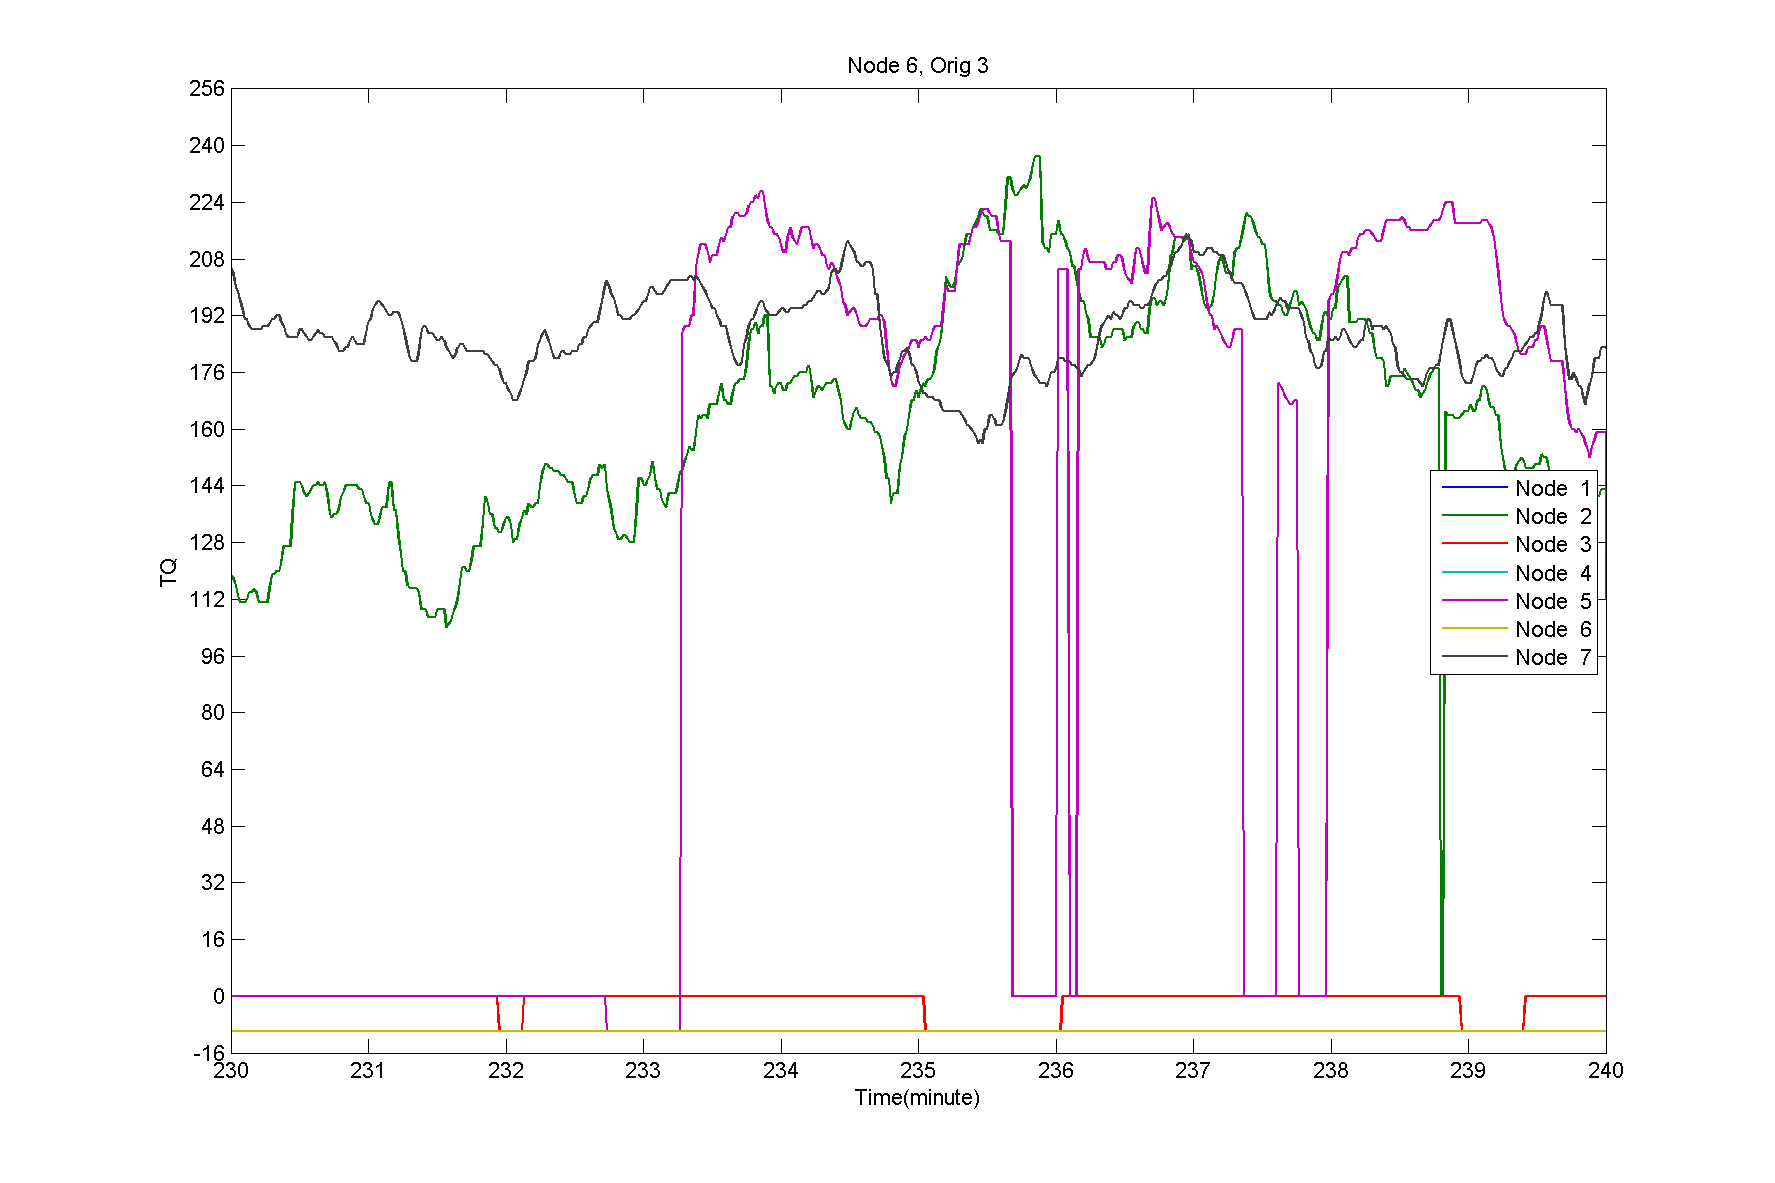 Node 6, Orig 3
256
240
224
208
192
176
160
144
128
112
96
80
64
48
32
16
0
-16
TQ
Node 1
Node 2
Node 3
Node 4
Node 5
Node 6
Node 7
230 231 232 233 234 235 236 237 238 239 240
Time(minute)